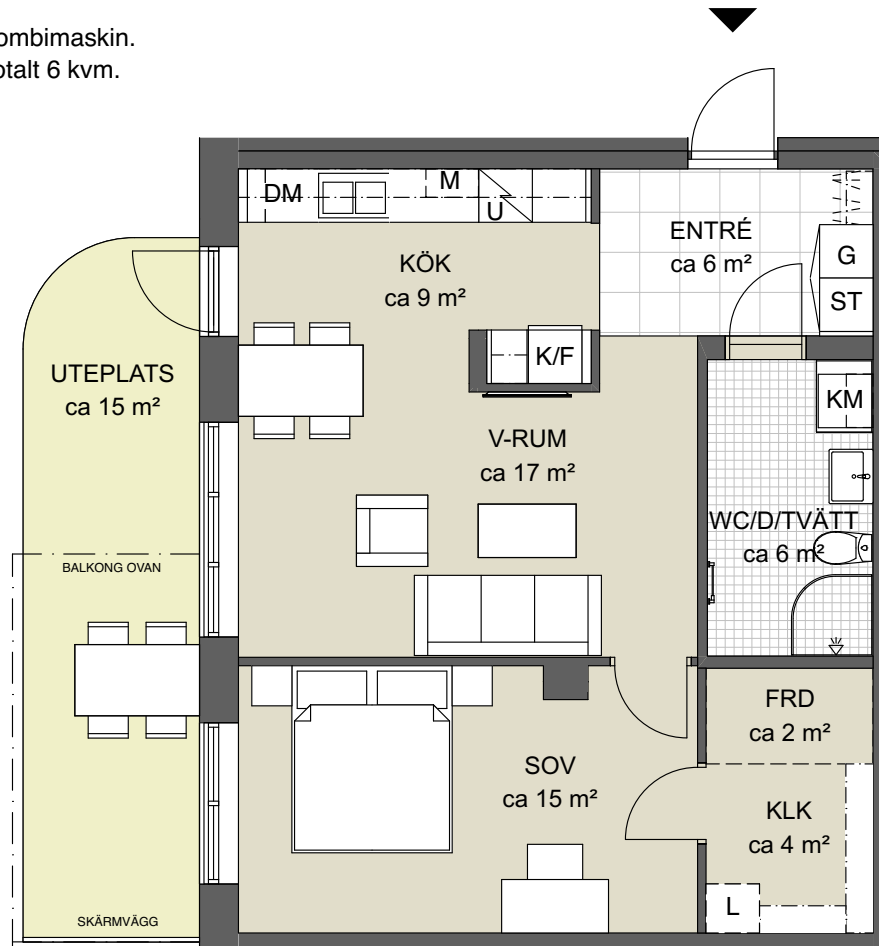 ombimaskin.
otalt 6 kvm.
DM
M
U
ENTRÉ
ca 6 m²
G
ST
KÖK
ca 9 m²
K/F
UTEPLATS
ca 15 m²
KM
V-RUM
ca 17 m²
WC/D/TVÄTT
ca 6 m²
BALKONG OVAN
FRD
ca 2 m²
SOV
ca 15 m²
KLK
ca 4 m²
L
SKÄRMVÄGG